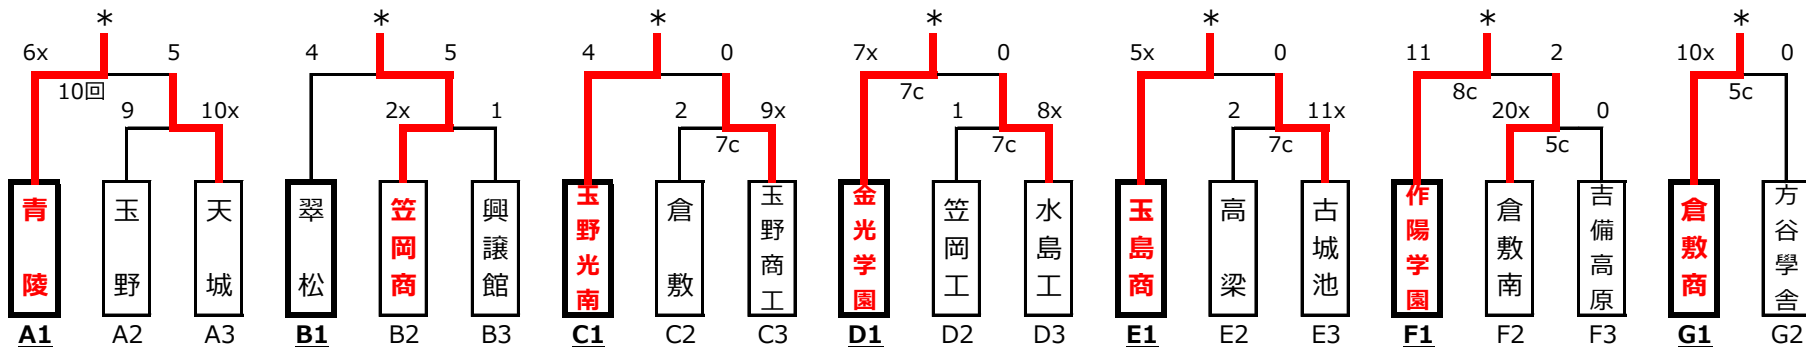 * * * * * * *
6x 5 4 5 4 0 7x 0 5x 0 11 2 10x 0
10回 7c 8c 5c
9 10x 2x 1 2 9x 1 8x 2 11x 20x 0
7c 7c 7c 5c
青陵 玉野 天城 翠松 笠岡商 興譲館 玉野光南 倉敷 玉野商工 金光学園 笠岡工 水島工 玉島商 高梁 古城池 作陽学園 倉敷南 吉備高原 倉敷商 方谷學舎
A1 A2 A3 B1 B2 B3 C1 C2 C3 D1 D2 D3 E1 E2 E3 F1 F2 F3 G1 G2